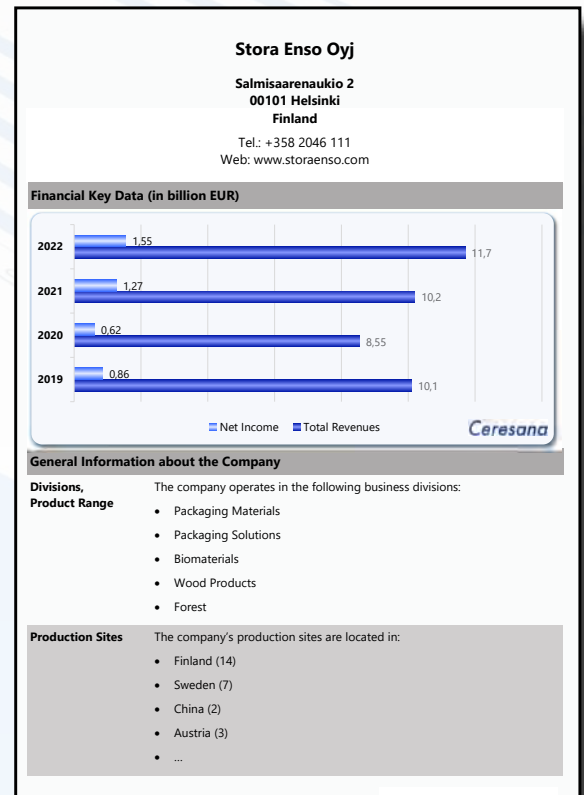 Stora Enso Oyj
Salmisaarenaukio 2
00101 Helsinki
Finland
Tel.: +358 2046 111
Web: www.storaenso.com
Financial Key Data (in billion EUR)
2022
1,55
11,7
2021
1,27
10,2
2020
0,62
8,55
2019
0,86
10,1
Net Income Total Revenues
Ceresana
General Information about the Company
Divisions, Product Range
The company operates in the following business divisions:
• Packaging Materials
• Packaging Solutions
• Biomaterials
• Wood Products
• Forest
Production Sites
The company's production sites are located in:
• Finland (14)
• Sweden (7)
• China (2)
• Austria (3)
• ...